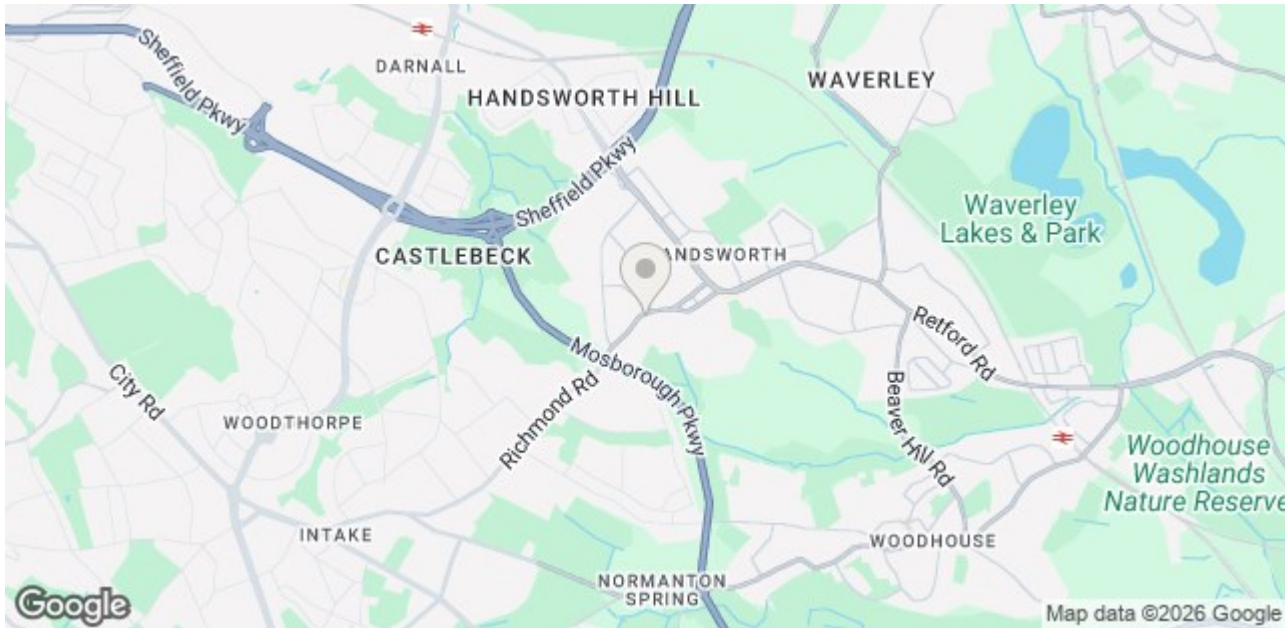 Sheffield Pkwy
DARNALL
HANDSWORTH HILL
WAVERLEY
Sheffield Pkwy
Waverley
Lakes & Park
CASTLEBECK
ANDSWORTH
Retford Rd
Mosborough Pkwy
City Rd
Richmond Rd
Beaver Hill Rd
WOODTHORPE
Woodhouse
Washlands
Nature Reserve
INTAKE
WOODHOUSE
NORMANTON
SPRING
Google
Map data ©2026 Google